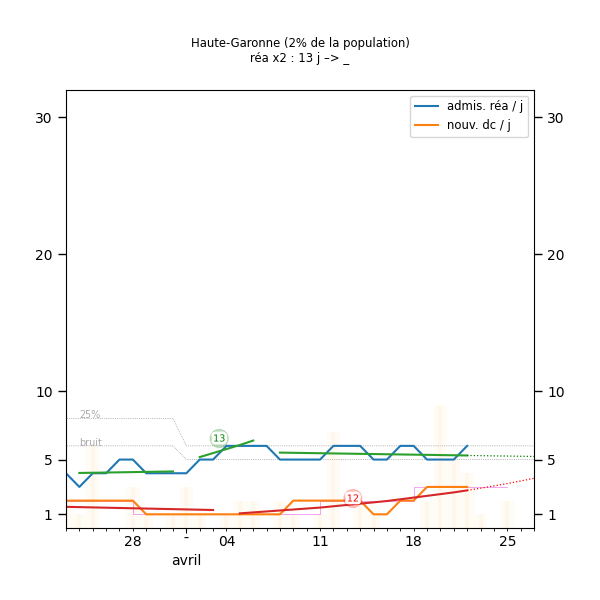 Haute-Garonne (2% de la population)
réa x2 : 13 j –> _
admis. réa / j
nouv. dc / j
30 30
20 20
10 10
25%
bruit
13
5 5
12
1 1
28 - 04 11 18 25
avril